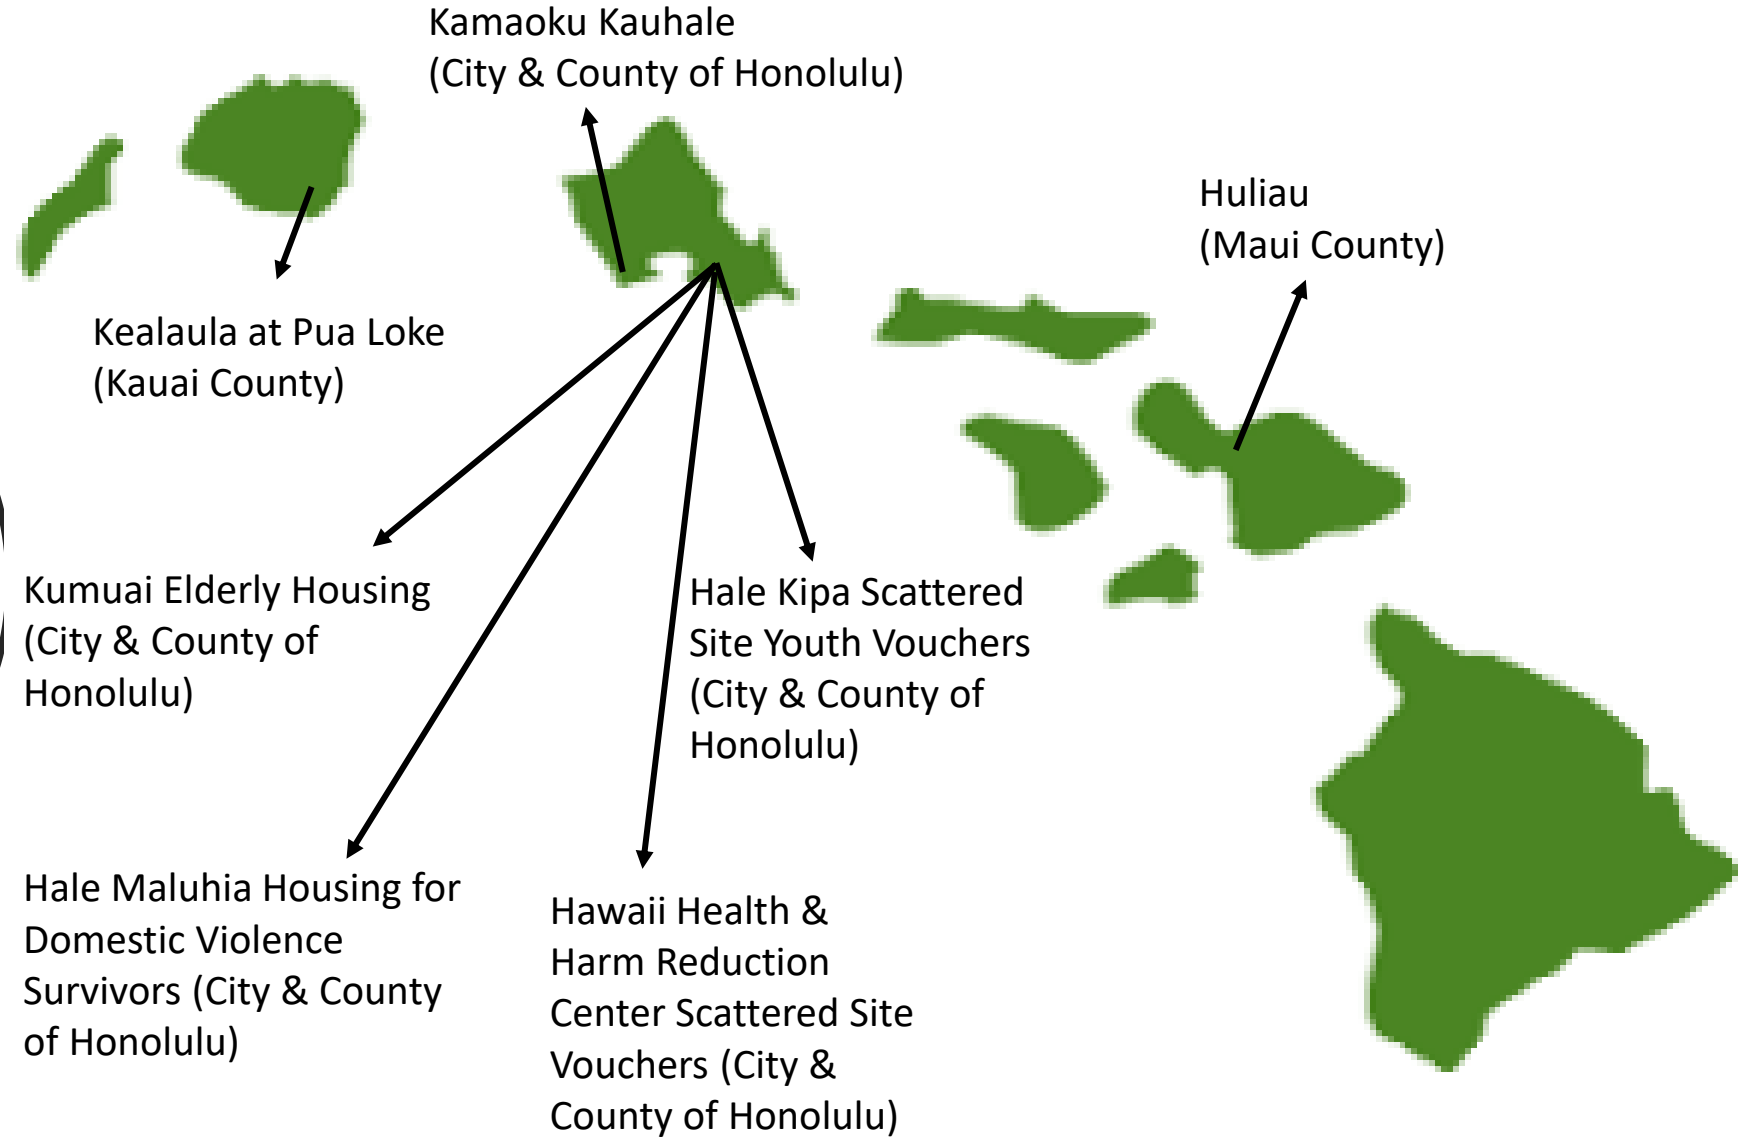 Kamaoku Kauhale
(City & County of Honolulu)
Huliau
(Maui County)
Kealaula at Pua Loke
(Kauai County)
Kumuai Elderly Housing
(City & County of
Honolulu)
Hale Kipa Scattered
Site Youth Vouchers
(City & County of
Honolulu)
Hale Maluhia Housing for
Domestic Violence
Survivors (City & County
of Honolulu)
Hawaii Health &
Harm Reduction
Center Scattered Site
Vouchers (City &
County of Honolulu)